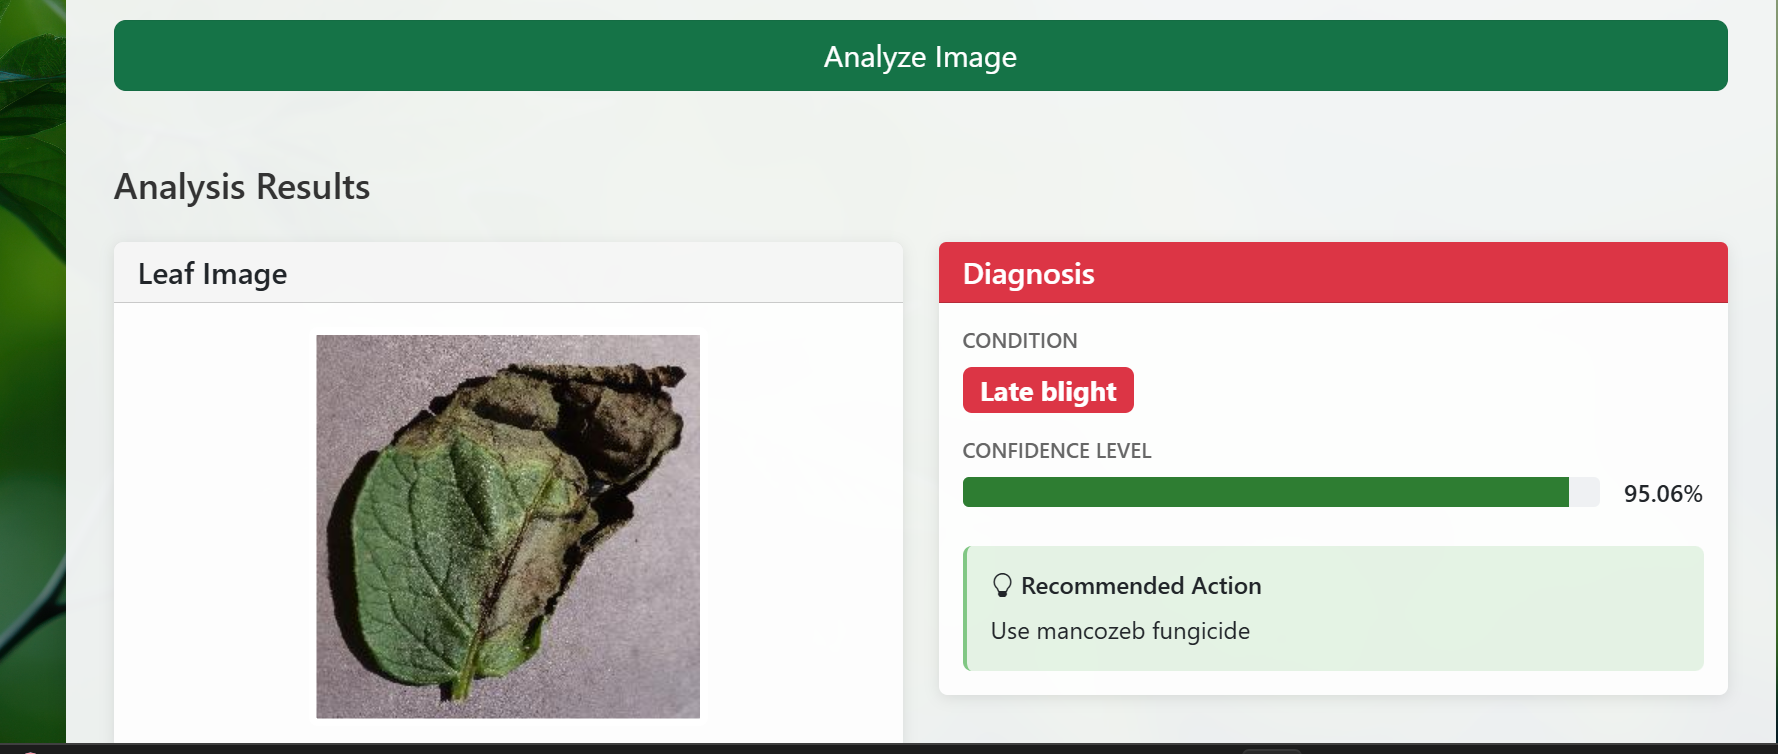 Analyze Image
Analysis Results
Leaf Image
Diagnosis
CONDITION
Late blight
CONFIDENCE LEVEL
95.06%
Recommended Action
Use mancozeb fungicide